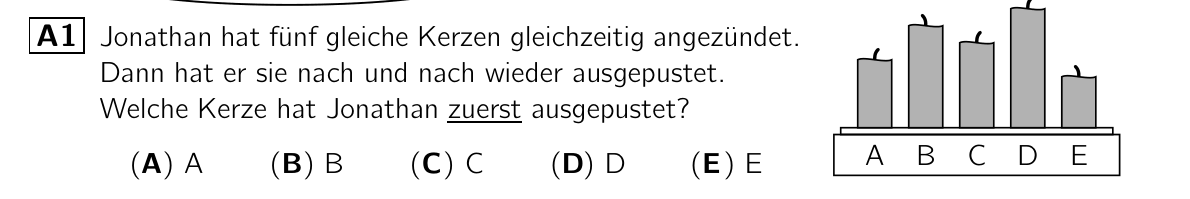 A1 Jonathan hat fünf gleiche Kerzen gleichzeitig angezündet.
Dann hat er sie nach und nach wieder ausgepustet.
Welche Kerze hat Jonathan zuerst ausgepustet?
(A) A (B) B (C) C (D) D (E) E
A B C D E